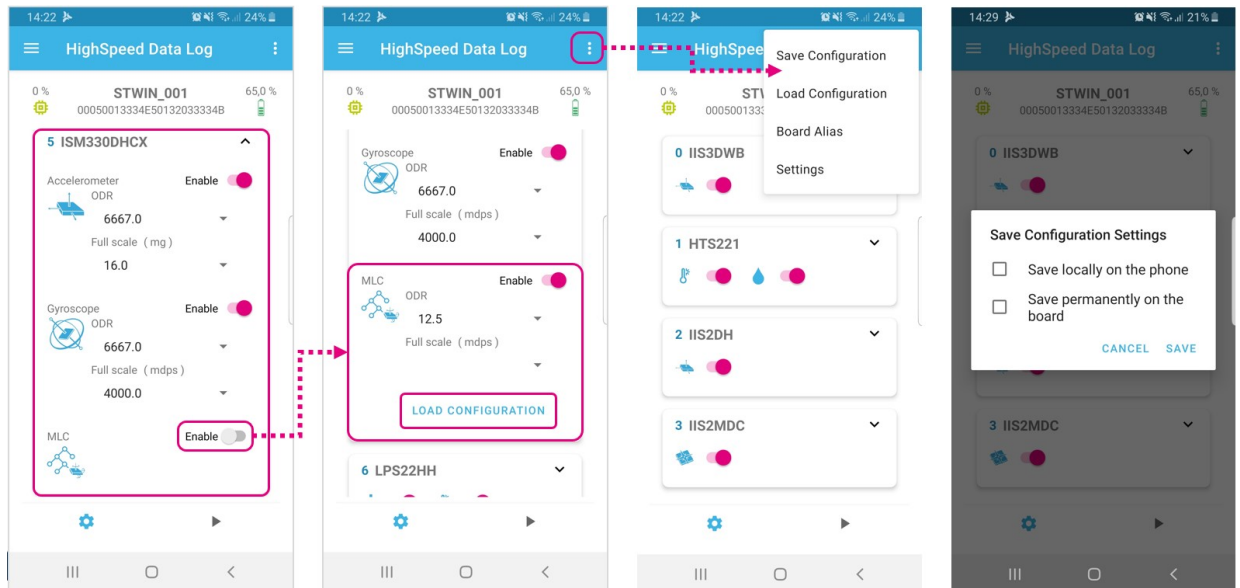 14:22
24%
HighSpeed Data Log
0 %
STWIN_001
65,0 %
00050013334E50132033334B
5 ISM330DHCX
Accelerometer
Enable
ODR
6667.0
Full scale ( mg )
16.0
Gyroscope
Enable
ODR
6667.0
Full scale ( mdps )
4000.0
MLC
Enable
14:22
24%
HighSpeed Data Log
0 %
STWIN_001
65,0 %
00050013334E50132033334B
Gyroscope
Enable
ODR
6667.0
Full scale ( mdps )
4000.0
MLC
Enable
ODR
12.5
Full scale ( mdps )
LOAD CONFIGURATION
6 LPS22HH
14:22
24%
HighSpee
0 %
STW
000500133
Save Configuration
Load Configuration
Board Alias
Settings
0 IIS3DWB
1 HTS221
2 IIS2DH
3 IIS2MDC
14:29
21%
HighSpeed Data Log
0 %
STWIN_001
65,0 %
00050013334E50132033334B
0 IIS3DWB
Save Configuration Settings
Save locally on the phone
Save permanently on the
board
CANCEL SAVE
3 IIS2MDC